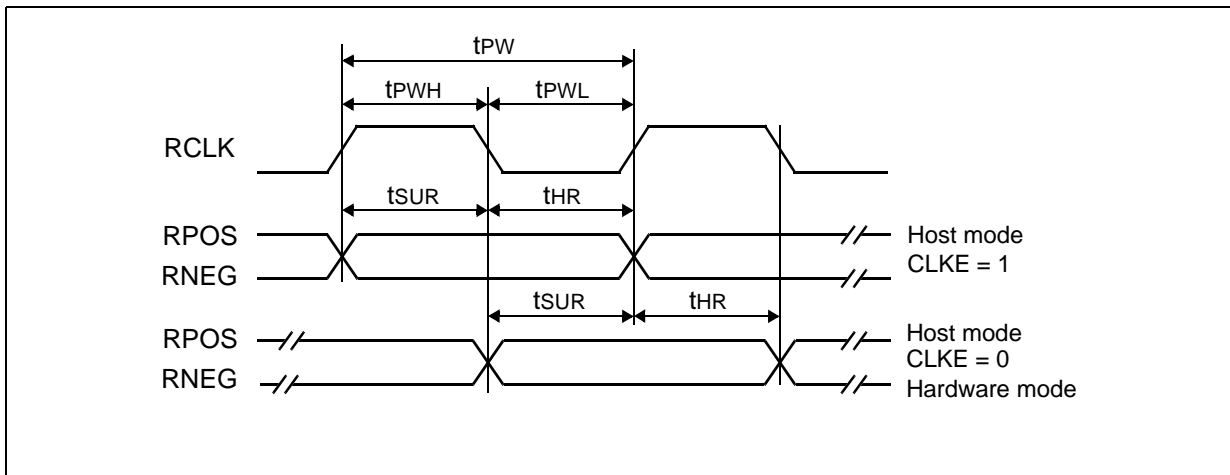 tPW
tPWH tPWL
RCLK
tSUR tHR
RPOS
Host mode
RNEG
CLKE = 1
tSUR tHR
RPOS
Host mode
CLKE = 0
RNEG
Hardware mode